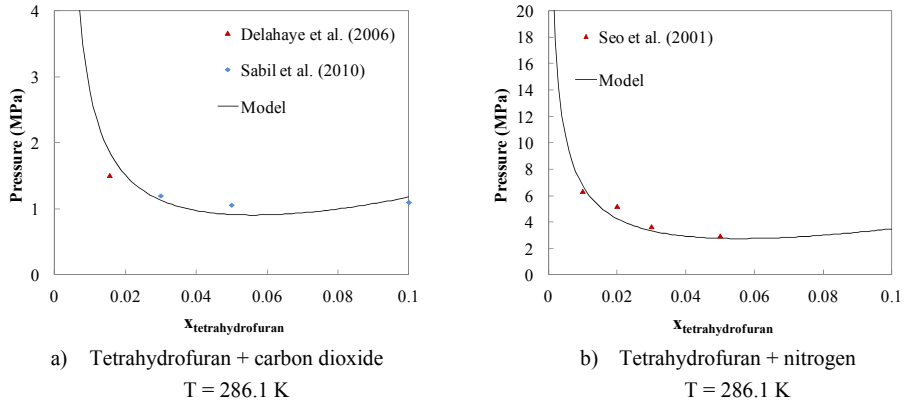 4
3
2
1
0
Pressure (MPa)
Delahaye et al. (2006)
Sabil et al. (2010)
Model
0 0.02 0.04 0.06 0.08 0.1
xtetrahydrofuran
a) Tetrahydrofuran + carbon dioxide
T = 286.1 K
20
18
16
14
12
10
8
6
4
2
0
Pressure (MPa)
Seo et al. (2001)
Model
0 0.02 0.04 0.06 0.08 0.1
xtetrahydrofuran
b) Tetrahydrofuran + nitrogen
T = 286.1 K